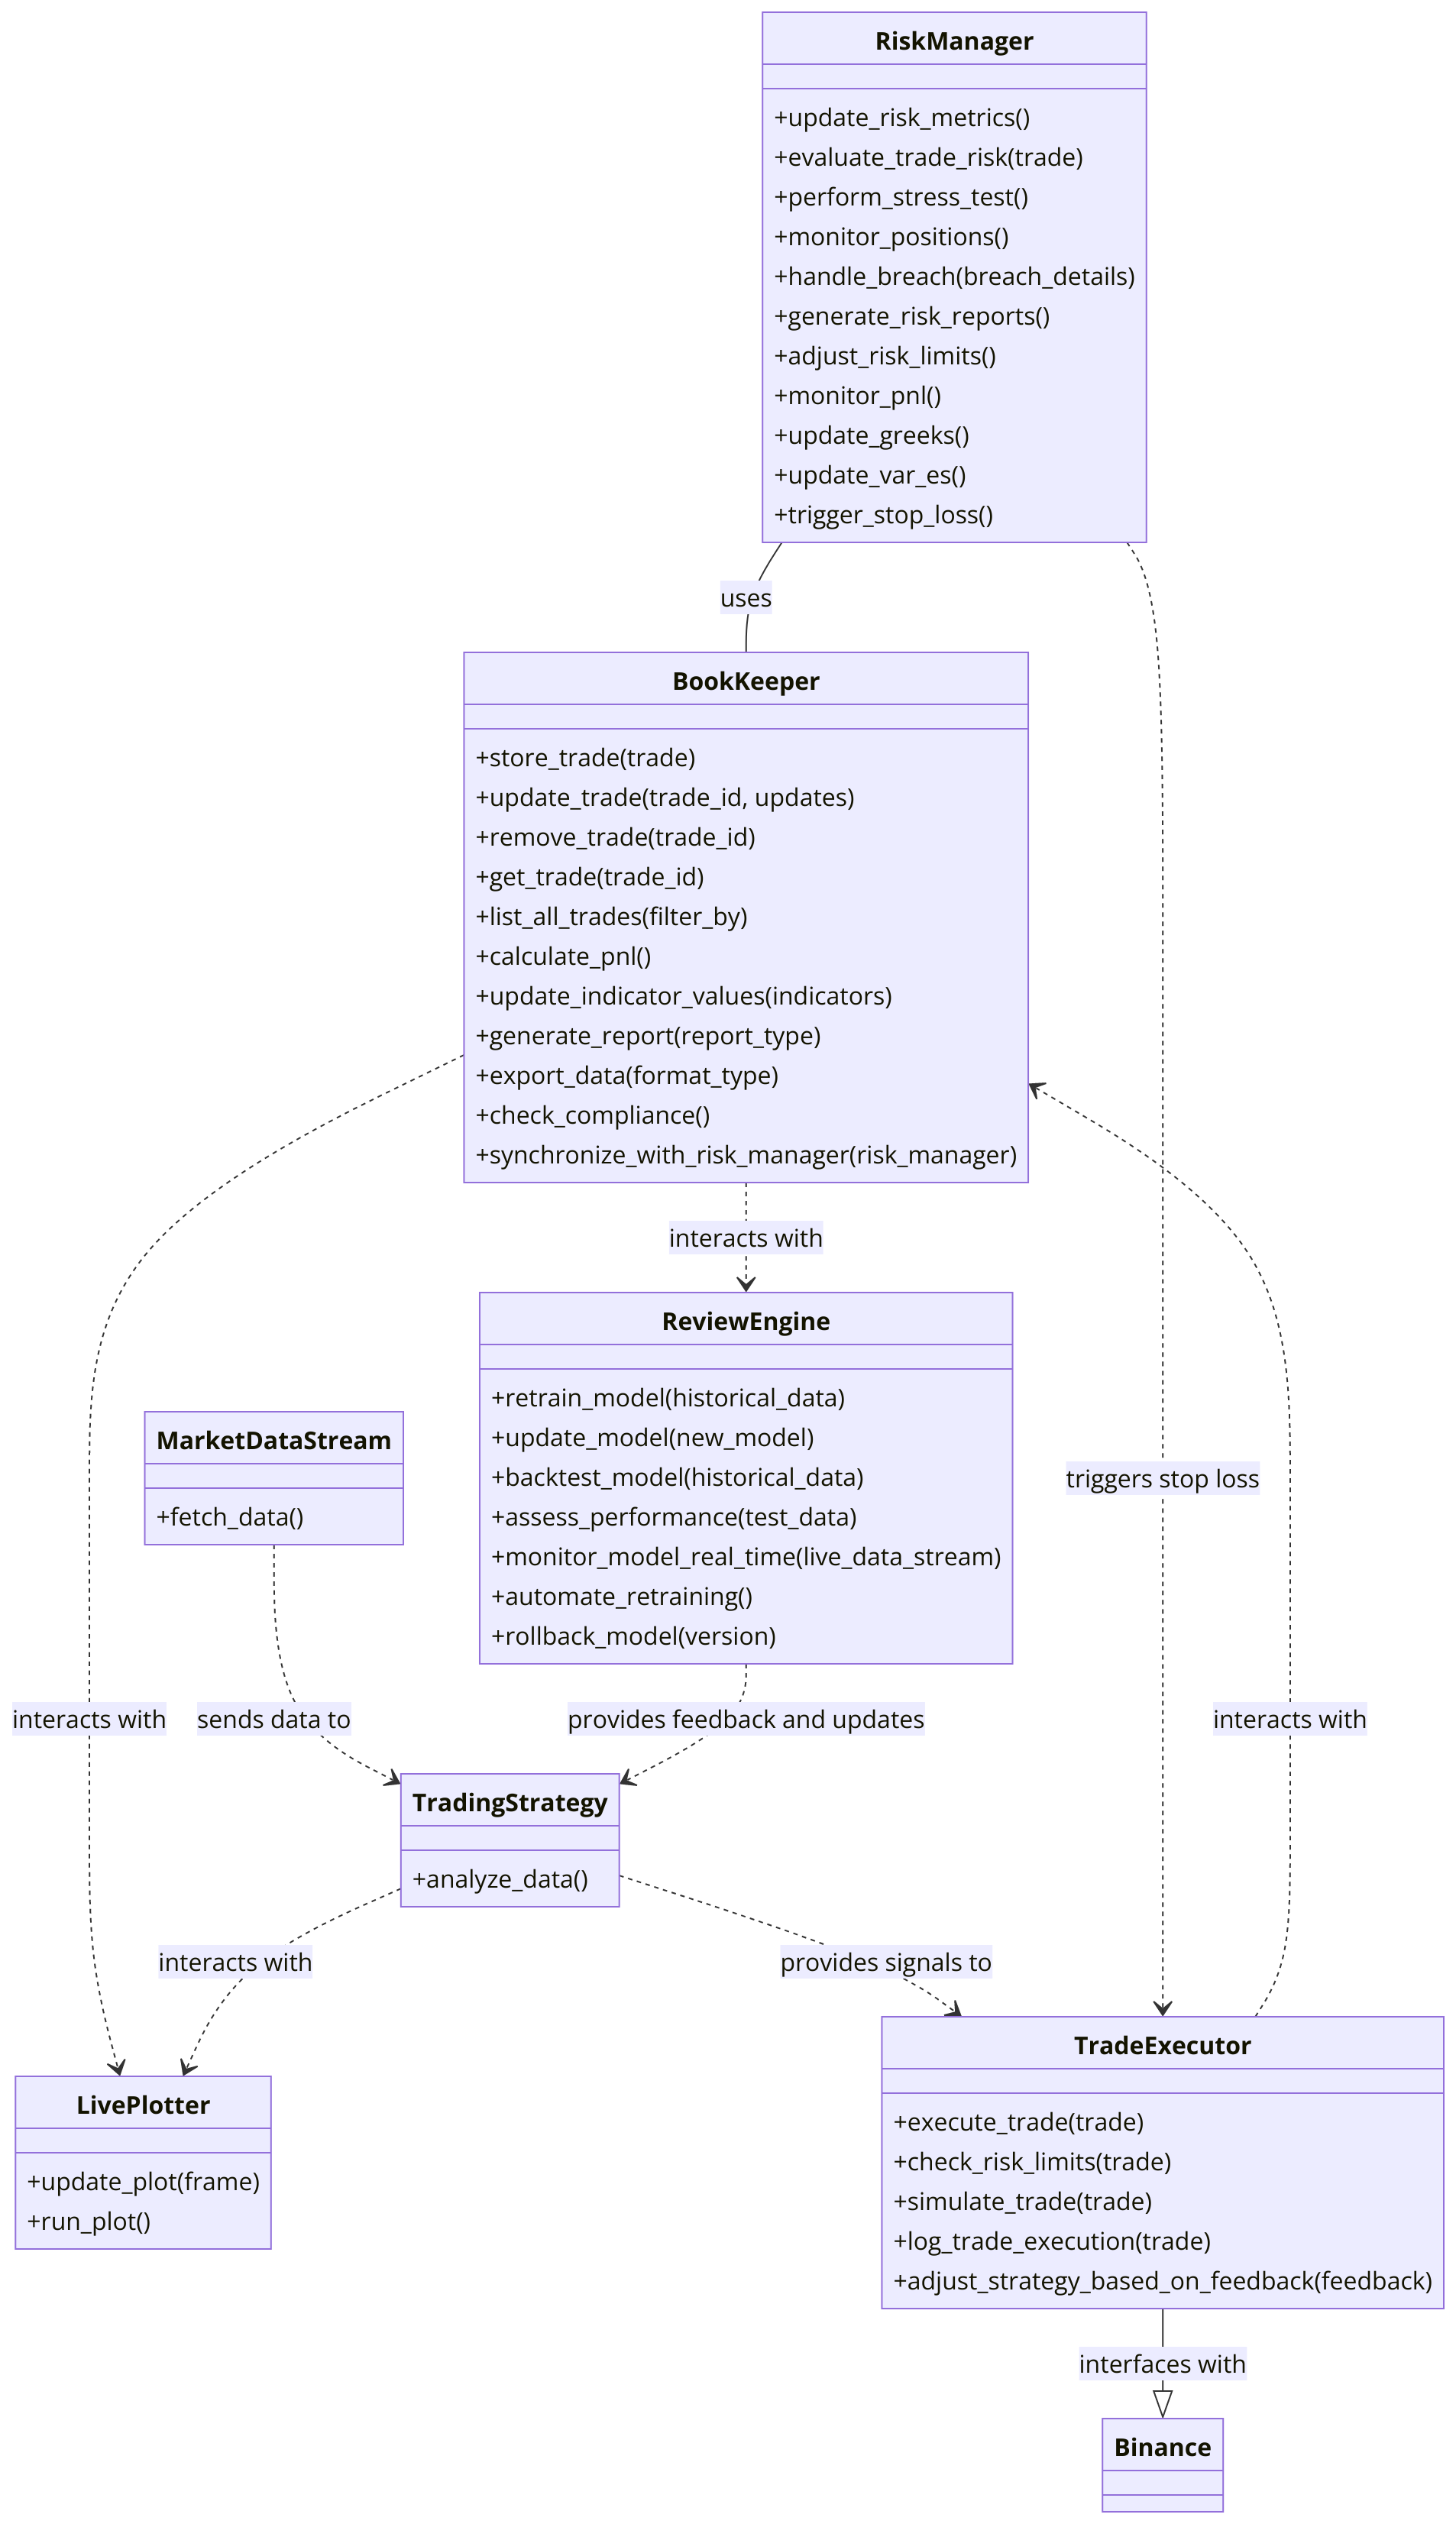 RiskManager
+update_risk_metrics()
+evaluate_trade_risk(trade)
+perform_stress_test()
+monitor_positions()
+handle_breach(breach_details)
+generate_risk_reports()
+adjust_risk_limits()
+monitor_pnl()
+update_greeks()
+update_var_es()
+trigger_stop_loss()
uses
BookKeeper
+store_trade(trade)
+update_trade(trade_id, updates)
+remove_trade(trade_id)
+get_trade(trade_id)
+list_all_trades(filter_by)
+calculate_pnl()
+update_indicator_values(indicators)
+generate_report(report_type)
+export_data(format_type)
+check_compliance()
+synchronize_with_risk_manager(risk_manager)
interacts with
ReviewEngine
+retrain_model(historical_data)
+update_model(new_model)
+backtest_model(historical_data)
+assess_performance(test_data)
+monitor_model_real_time(live_data_stream)
+automate_retraining()
+rollback_model(version)
MarketDataStream
+fetch_data()
triggers stop loss
interacts with
sends data to
provides feedback and updates
interacts with
TradingStrategy
+analyze_data()
interacts with
provides signals to
LivePlotter
+update_plot(frame)
+run_plot()
TradeExecutor
+execute_trade(trade)
+check_risk_limits(trade)
+simulate_trade(trade)
+log_trade_execution(trade)
+adjust_strategy_based_on_feedback(feedback)
interfaces with
Binance